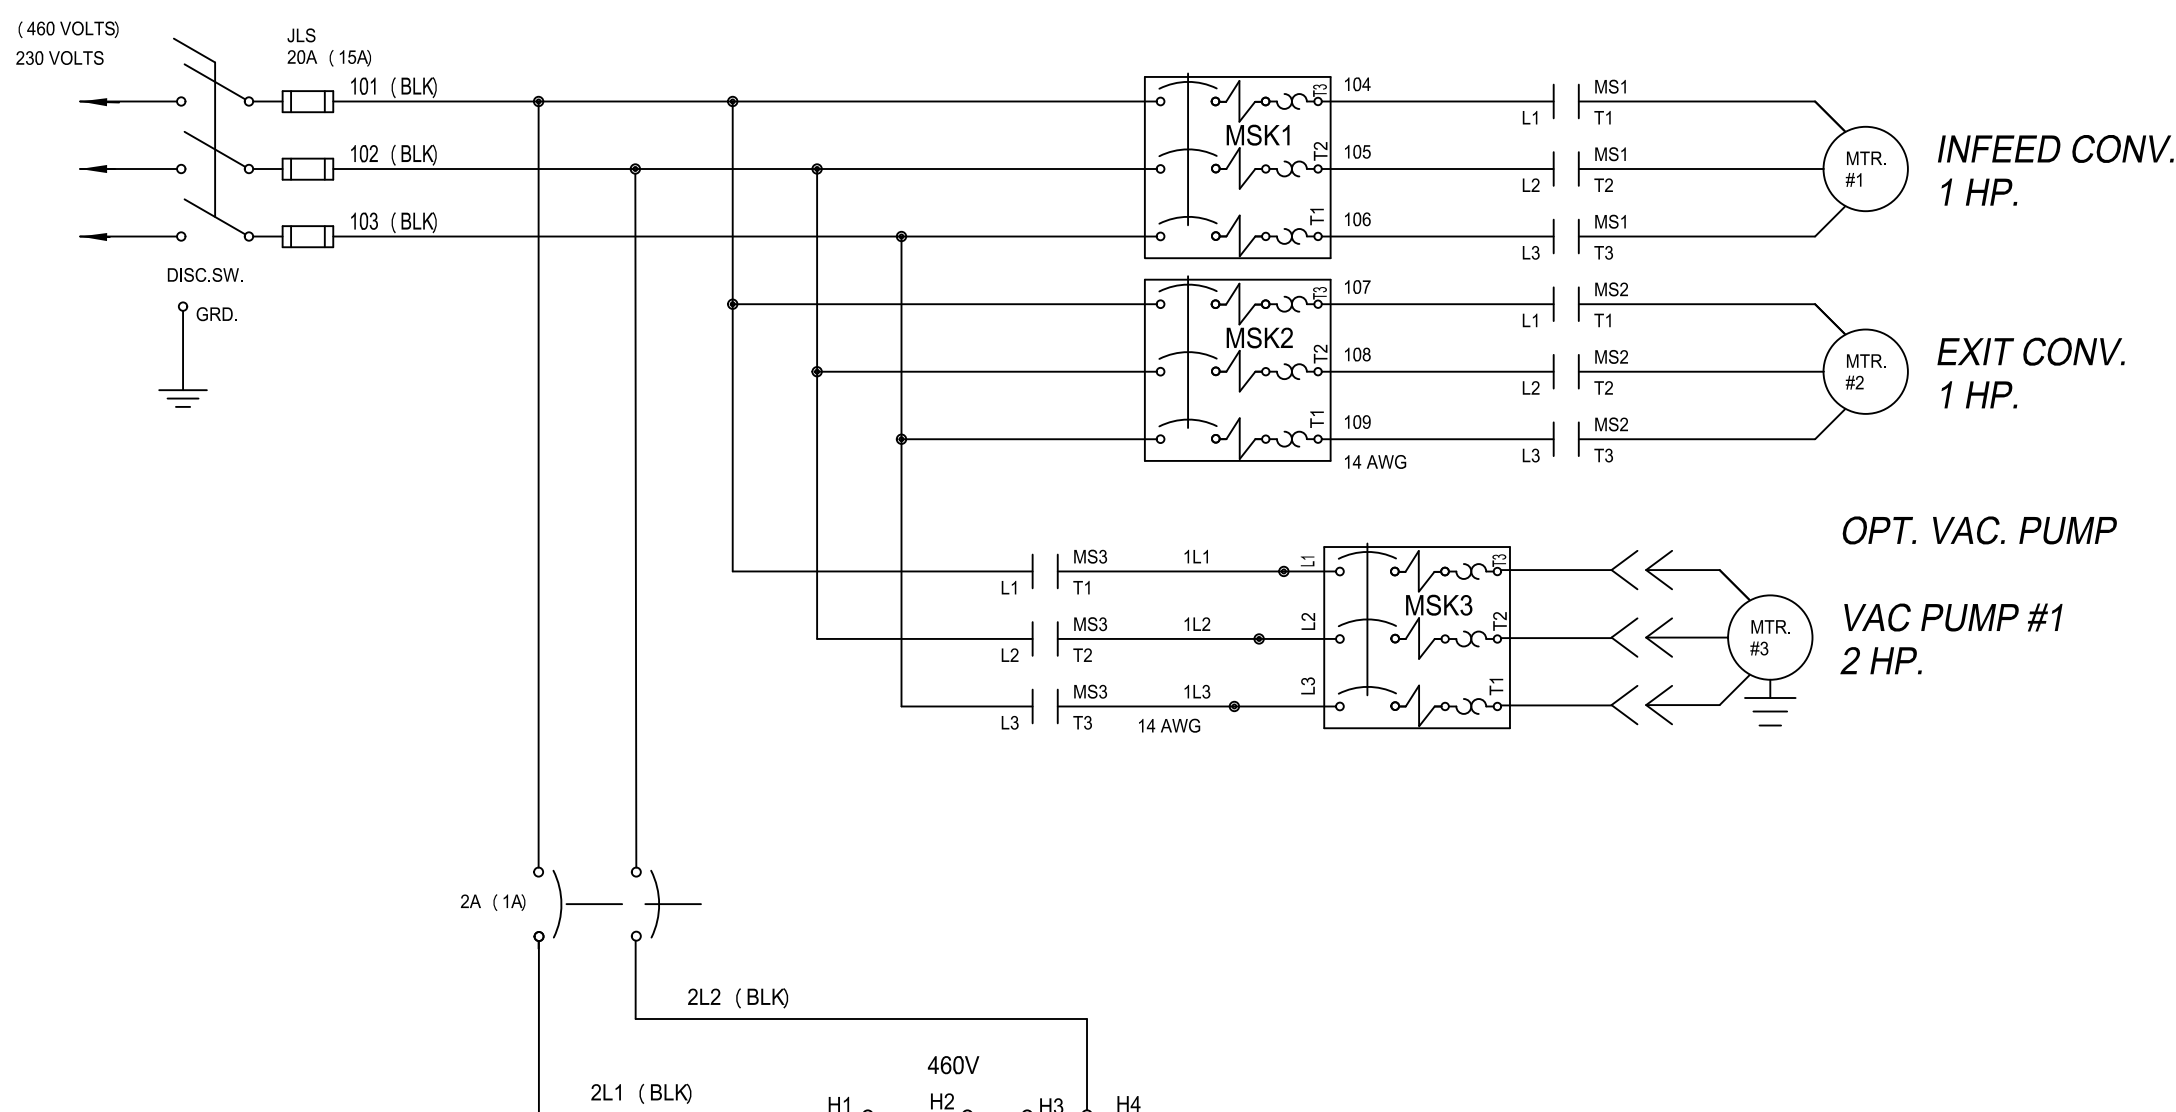 ( 460 VOLTS)
230 VOLTS
JLS
20A ( 15A)
101 ( BLK)
102 ( BLK)
103 ( BLK)
DISC.SW.
GRD.
MSK1
T3
T2
T1
104
105
106
L1
MS1
T1
L2
MS1
T2
L3
MS1
T3
MTR.
#1
INFEED CONV.
1 HP.
MSK2
T3
T2
T1
107
108
109
14 AWG
L1
MS2
T1
L2
MS2
T2
L3
MS2
T3
MTR.
#2
EXIT CONV.
1 HP.
OPT. VAC. PUMP
L1
MS3
T1
1L1
L2
MS3
T2
1L2
L3
MS3
T3
1L3
14 AWG
L1
L2
L3
MSK3
T3
T2
T1
MTR.
#3
VAC PUMP #1
2 HP.
2A ( 1A)
2L2 ( BLK)
460V
2L1 ( BLK)
H1
H2
H3
H4